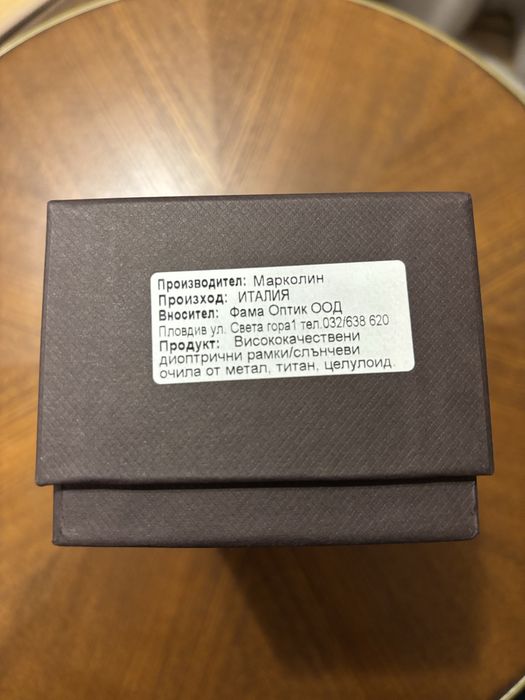 Производител: Марколин
Произход: ИТАЛИЯ
Вносител: Фама Оптик ООД
Пловдив ул. Света гора1 тел.032/638 620
Продукт: Висококачествени
диоптрични рамки/слънчеви
очила от метал, титан, целулоид.